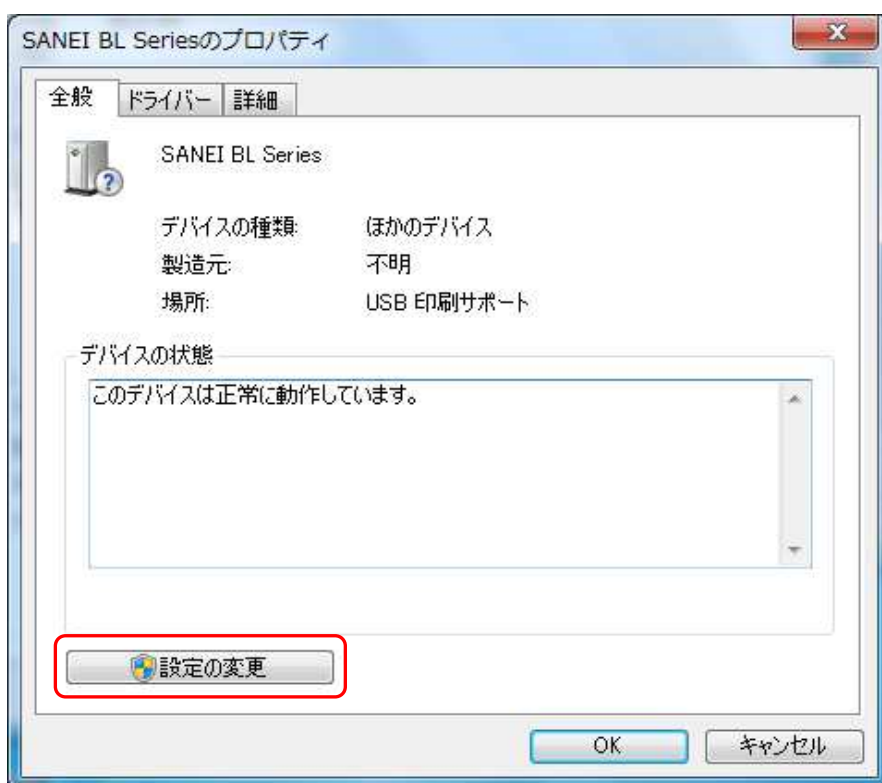 SANEI BL Seriesのプロパティ
全般 ドライバー 詳細
SANEI BL Series
デバイスの種類: ほかのデバイス
製造元: 不明
場所: USB 印刷サポート
デバイスの状態
このデバイスは正常に動作しています。
設定の変更
OK キャンセル